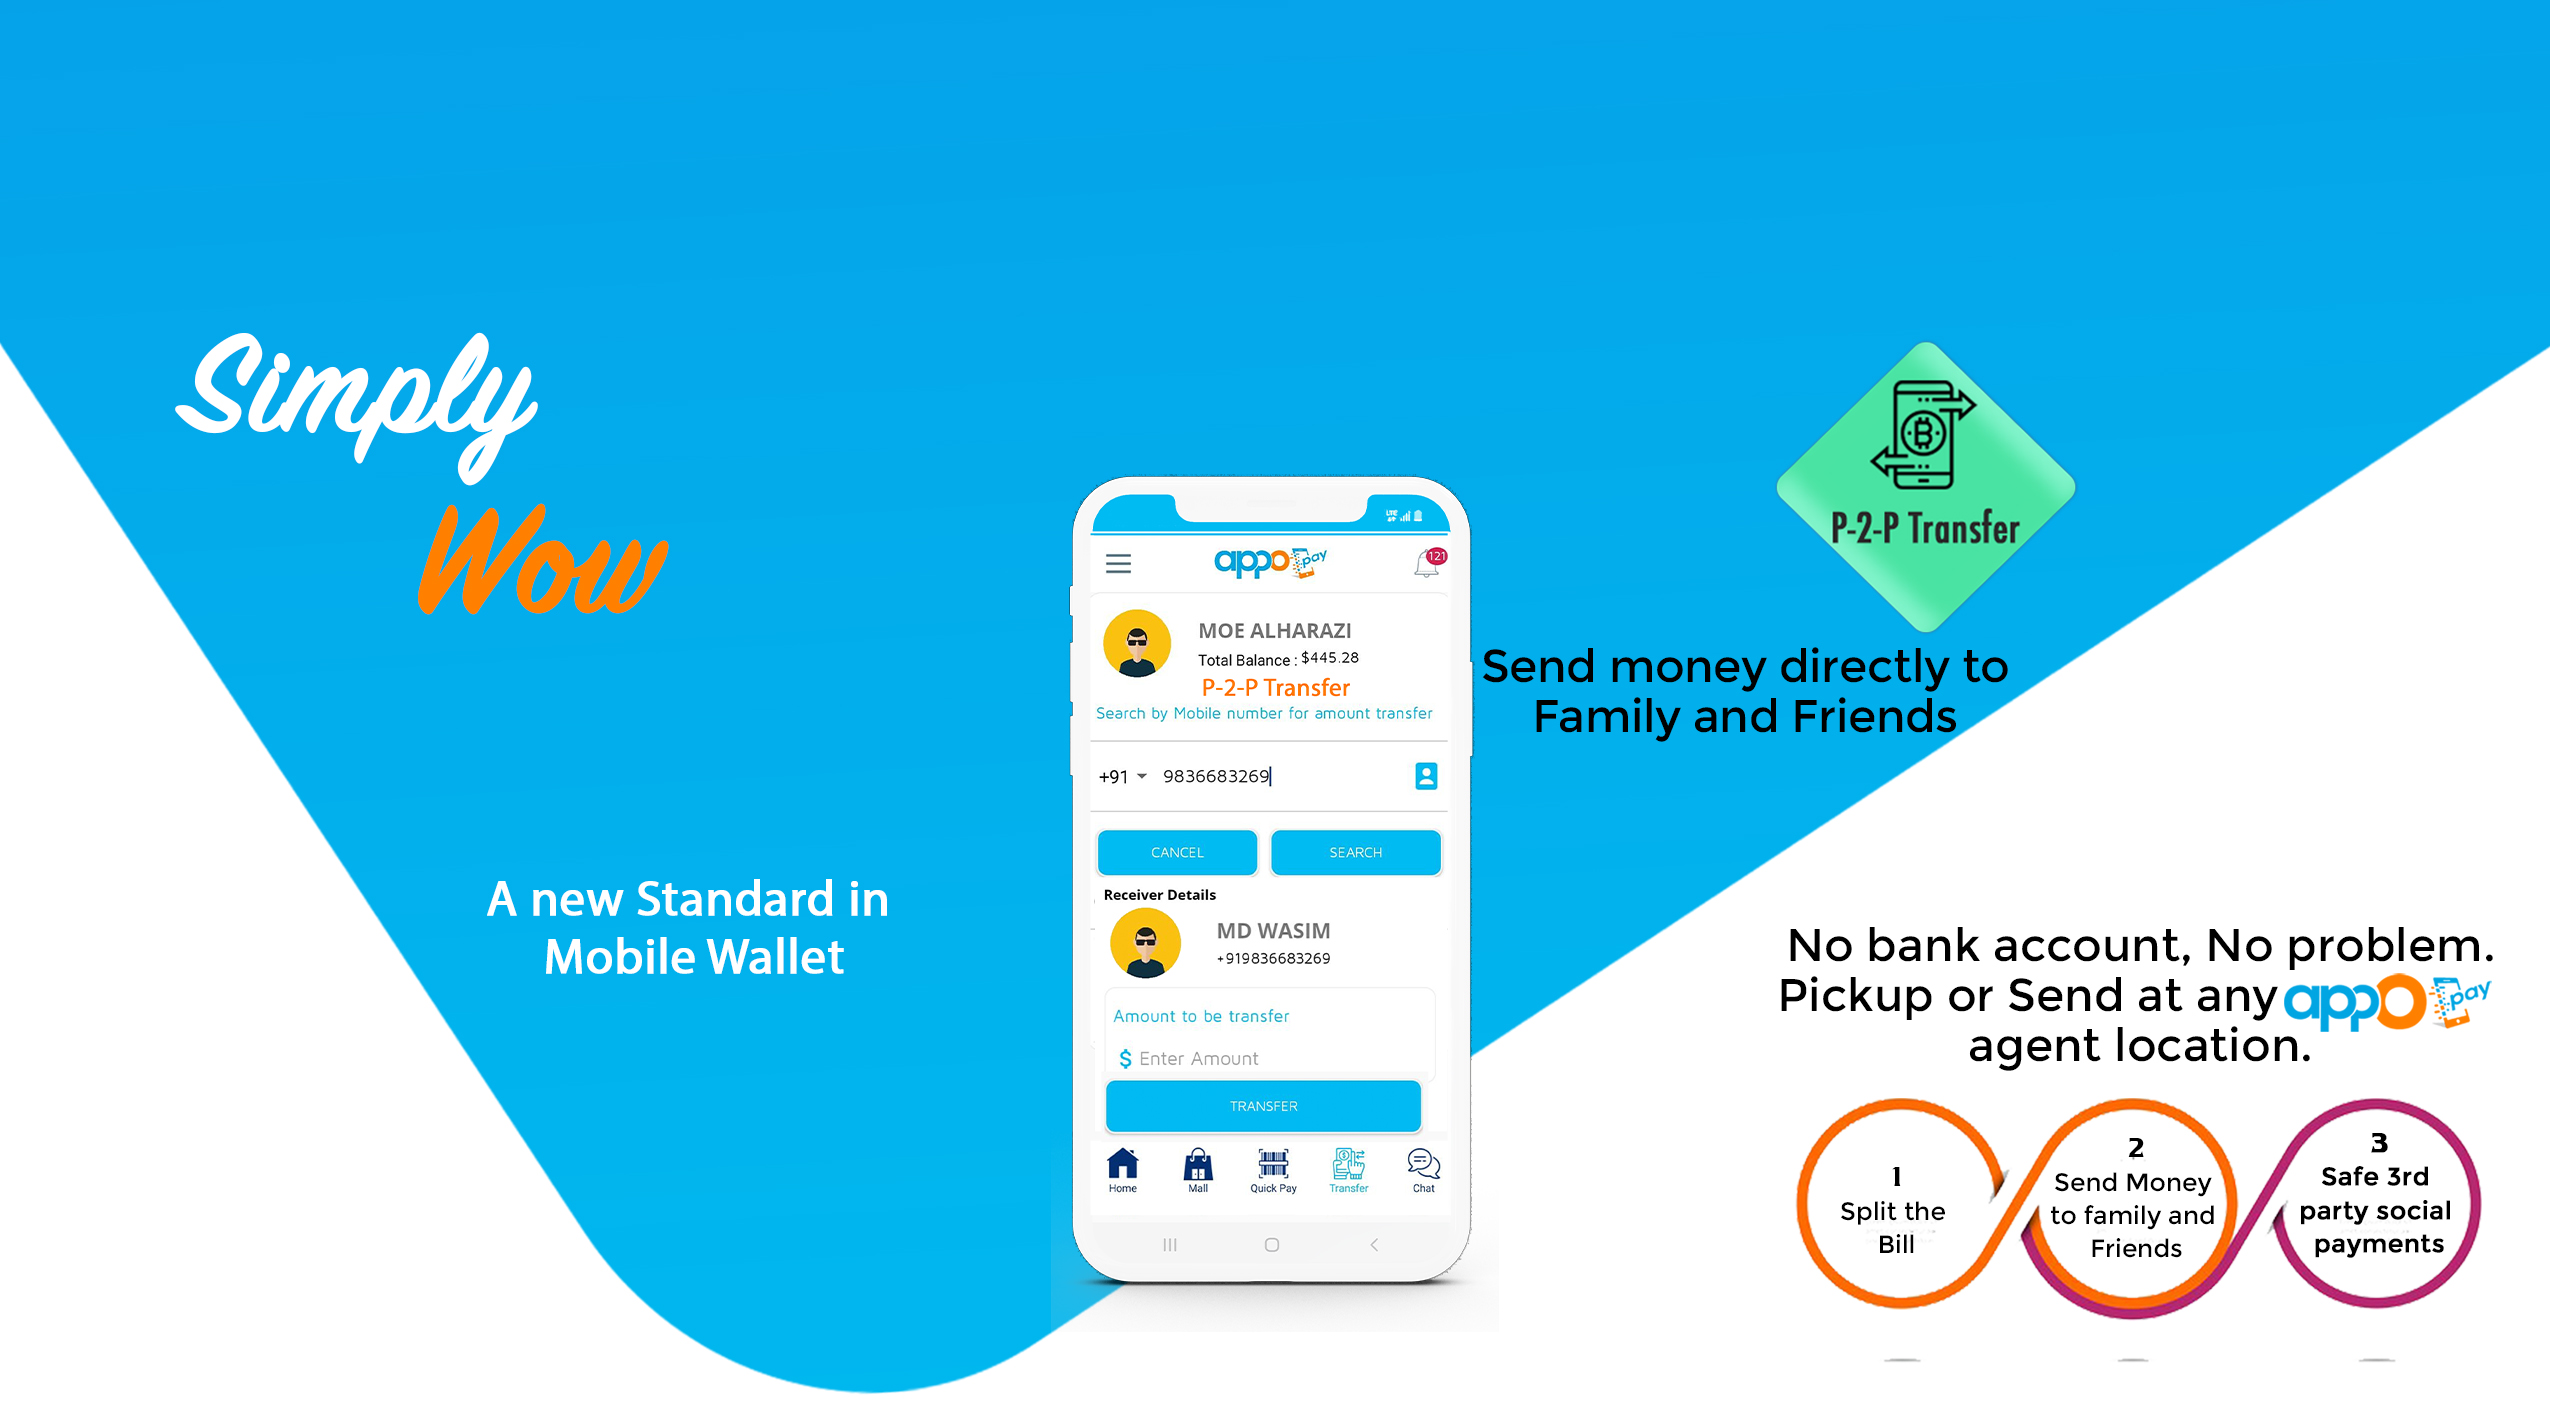 Simply
Wow
A new Standard in
Mobile Wallet
LTE
appo pay
121
MOE ALHARAZI
Total Balance : $445.28
P-2-P Transfer
Search by Mobile number for amount transfer
+91 9836683269
CANCEL SEARCH
Receiver Details
MD WASIM
+919836683269
Amount to be transfer
$ Enter Amount
TRANSFER
Home Mall Quick Pay Transfer Chat
P-2-P Transfer
Send money directly to
Family and Friends
No bank account, No problem.
Pickup or Send at any appo pay
agent location.
1
Split the
Bill
2
Send Money
to family and
Friends
3
Safe 3rd
party social
payments